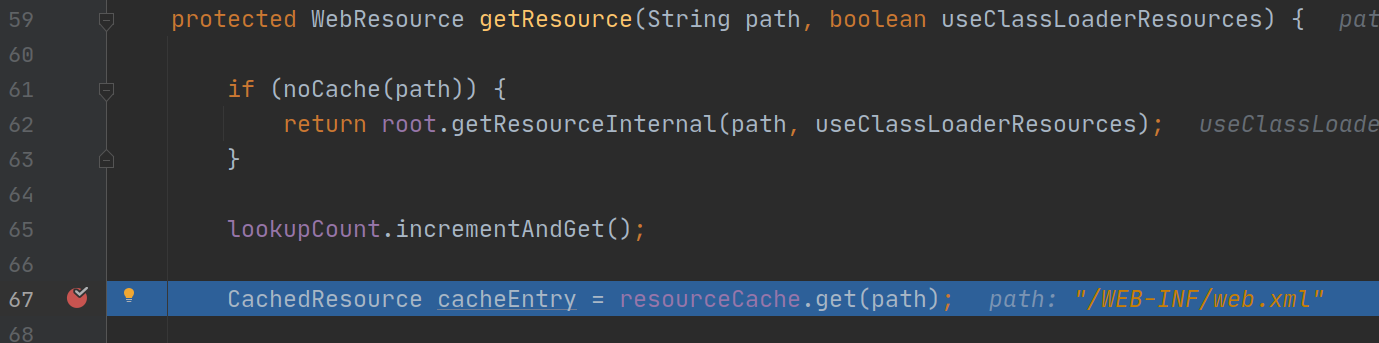 59 protected WebResource getResource(String path, boolean useClassLoaderResources) { pat
60
61 if (noCache(path)) {
62 return root.getResourceInternal(path, useClassLoaderResources); useClassLoade
63 }
64
65 lookupCount.incrementAndGet();
66
67 CachedResource cacheEntry = resourceCache.get(path); path: "/WEB-INF/web.xml"
68